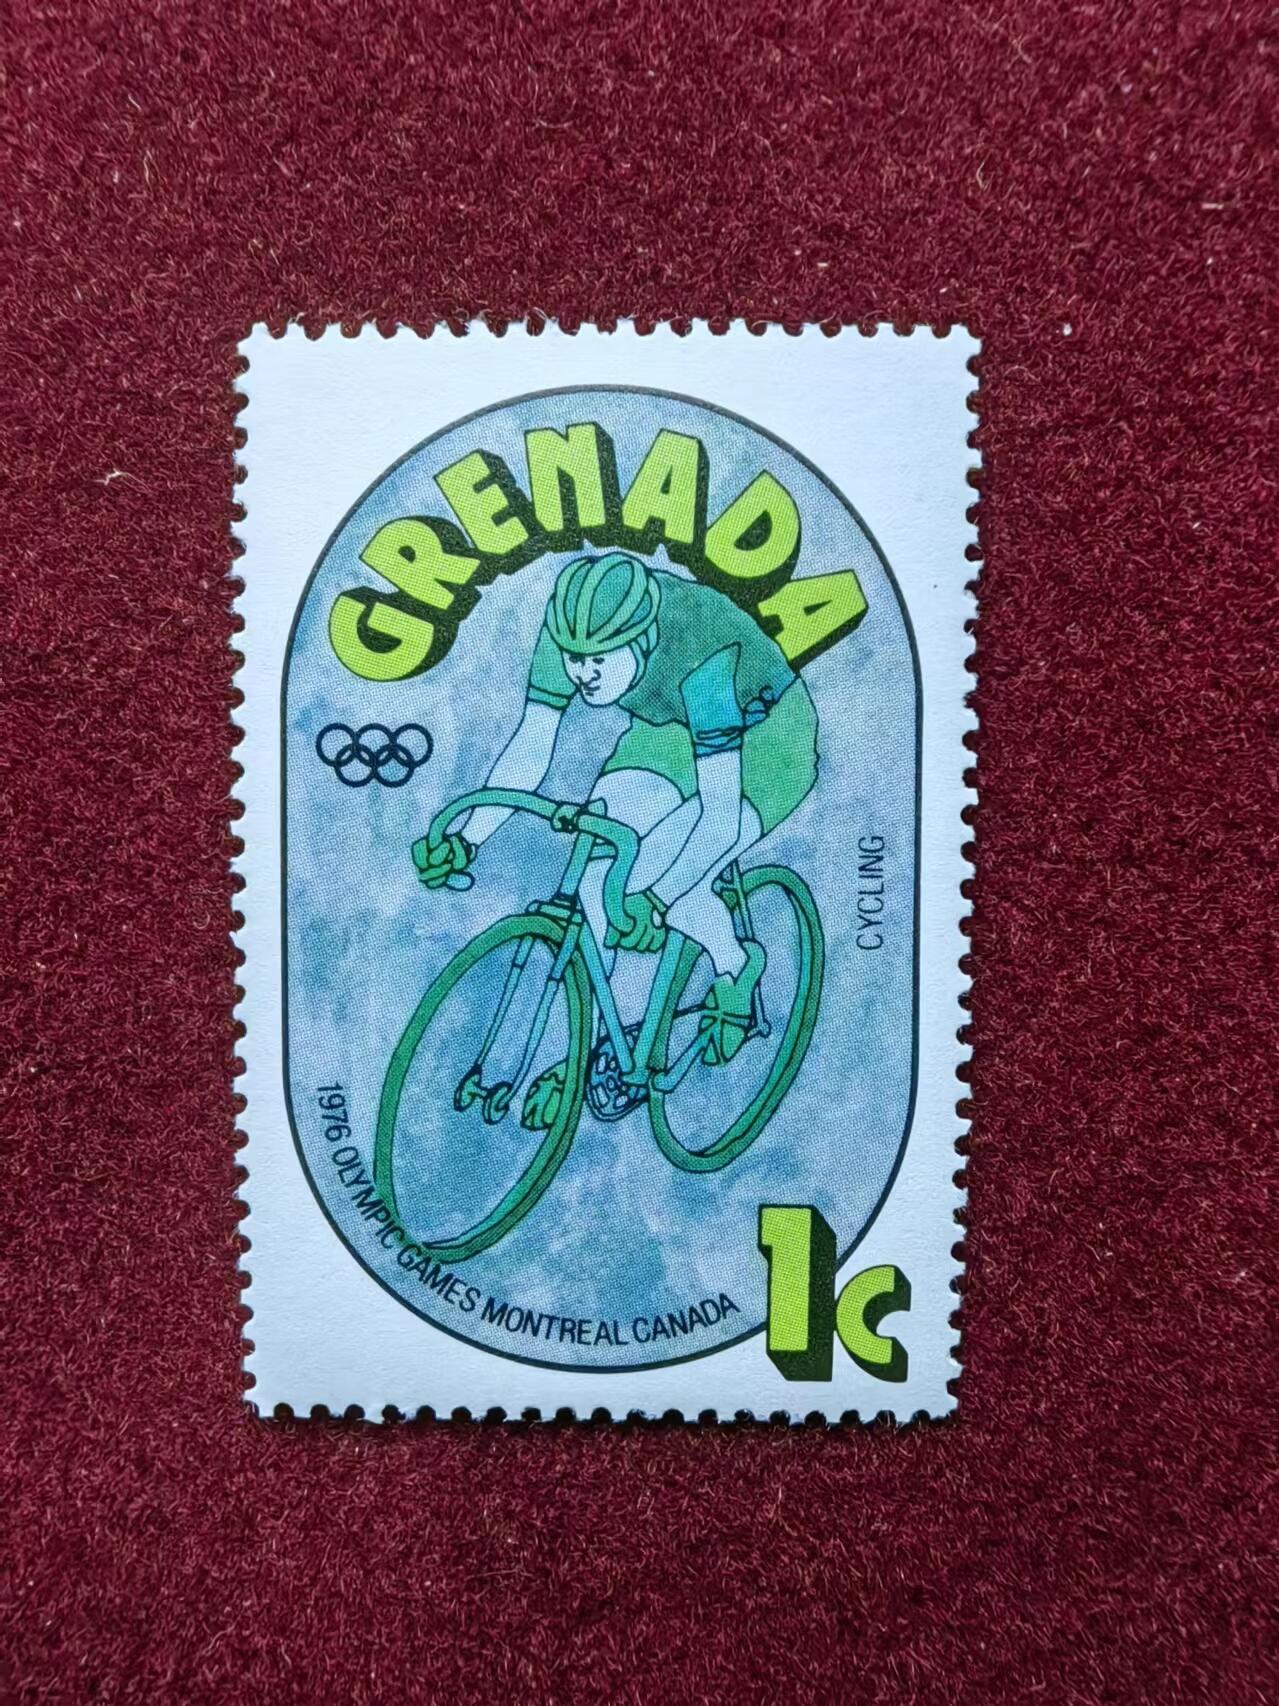 GRENADA
CYCLING
1976 OLYMPIC GAMES MONTREAL CANADA
1c